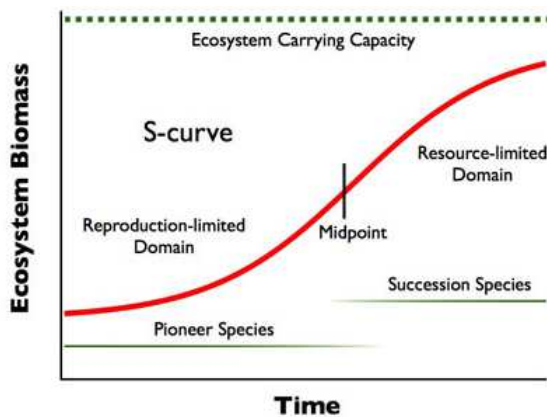 Ecosystem Carrying Capacity
S-curve
Resource-limited
Domain
Reproduction-limited
Domain
Midpoint
Succession Species
Pioneer Species
Ecosystem Biomass
Time